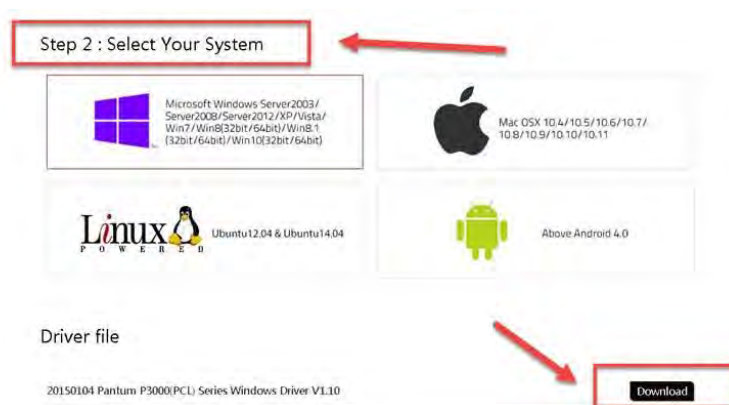 Step 2 : Select Your System
Microsoft Windows Server2003/
Server2008/Server2012/XP/Vista/
Win7/Win8(32bit/64bit)/Win8.1
(32bit/64bit)/Win10(32bit/64bit)
Mac OSX 10.4/10.5/10.6/10.7/
10.8/10.9/10.10/10.11
Linux
POWERED
Ubuntu12.04 & Ubuntu14.04
Above Android 4.0
Driver file
20150104 Pantum P3000(PCL) Series Windows Driver V1.10
Download